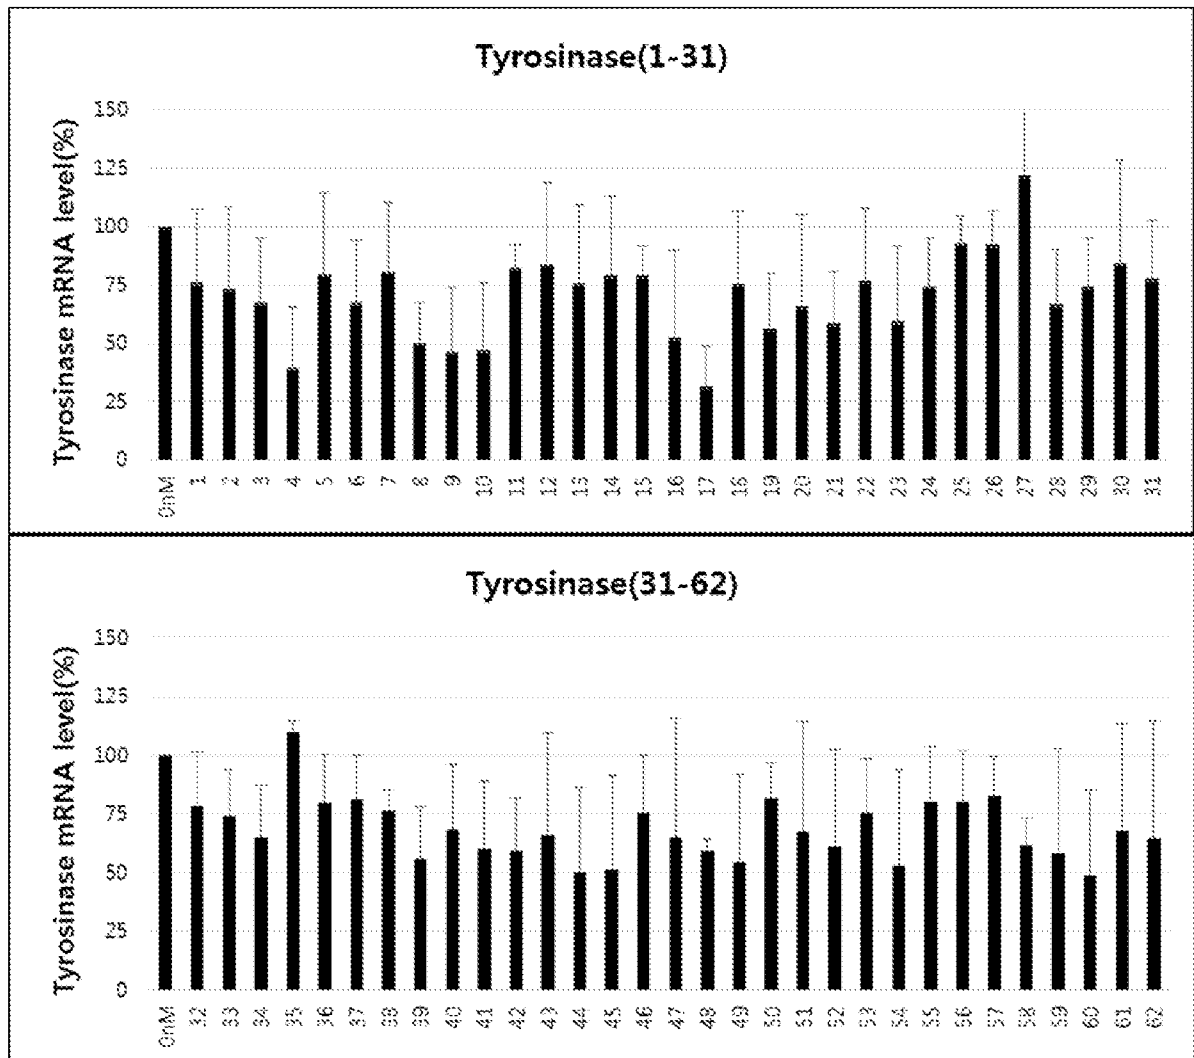 Tyrosinase(1-31)
Tyrosinase mRNA level(%)
150
125
100
75
50
25
0
0nM 1 2 3 4 5 6 7 8 9 10 11 12 13 14 15 16 17 18 19 20 21 22 23 24 25 26 27 28 29 30 31
Tyrosinase(31-62)
Tyrosinase mRNA level(%)
150
125
100
75
50
25
0
0nM 32 33 34 35 36 37 38 39 40 41 42 43 44 45 46 47 48 49 50 51 52 53 54 55 56 57 58 59 60 61 62